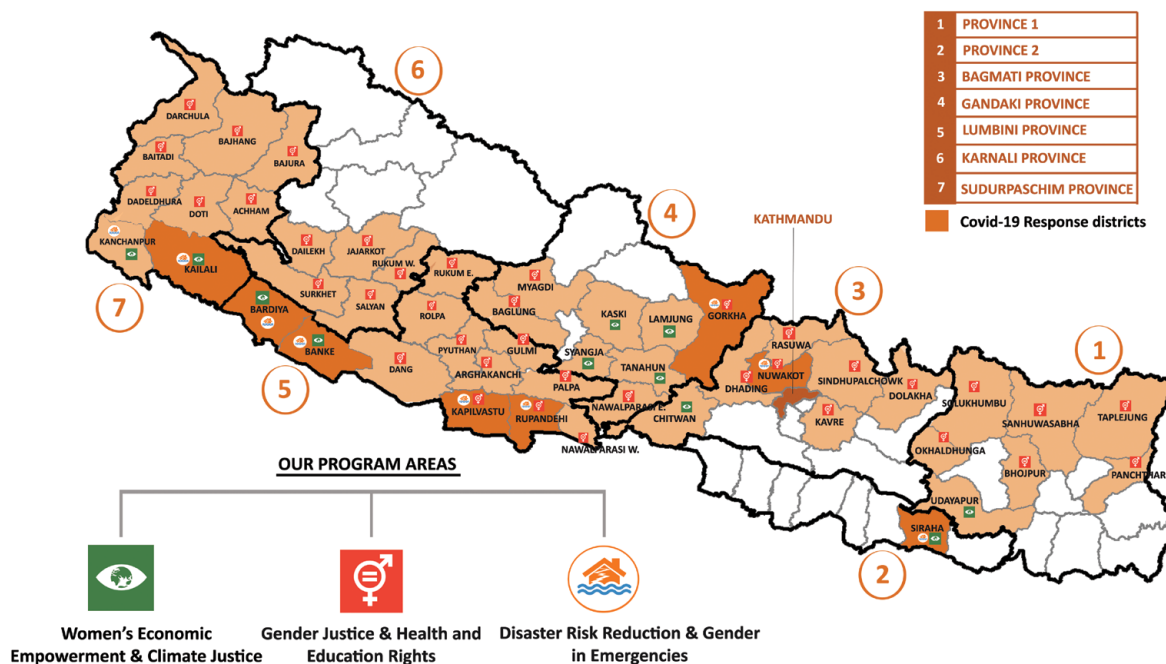 1 PROVINCE 1
2 PROVINCE 2
3 BAGMATI PROVINCE
4 GANDAKI PROVINCE
5 LUMBINI PROVINCE
6 KARNALI PROVINCE
7 SUDURPASCHIM PROVINCE
Covid-19 Response districts
6
DARCHULA
BAJHANG
BAITADI
BAJURA
DADELDHURA
DOTI
ACHHAM
KANCHANPUR
KAILALI
7
DAILEKH
JAJARKOT
RUKUM W.
SURKHET
SALYAN
BARDIYA
BANKE
5
RUKUM E.
ROLPA
PYUTHAN
DANG
ARGHAKANCHI
GULMI
PALPA
KAPILVASTU
RUPANDEHI
NAWALPARASI W.
4
MYAGDI
BAGLUNG
KASKI
LAMJUNG
GORKHA
SYANGJA
TANAHUN
NAWALPARASI E.
KATHMANDU
3
RASUWA
NUWAKOT
DHADING
SINDHUPALCHOWK
DOLAKHA
KAVRE
CHITWAN
1
SOLUKHUMBU
SANHUWASABHA
TAPLEJUNG
OKHALDHUNGA
BHOJPUR
PANCHTHAR
UDAYAPUR
SIRAHA
2
OUR PROGRAM AREAS
Women's Economic
Empowerment & Climate Justice
Gender Justice & Health and
Education Rights
Disaster Risk Reduction & Gender
in Emergencies